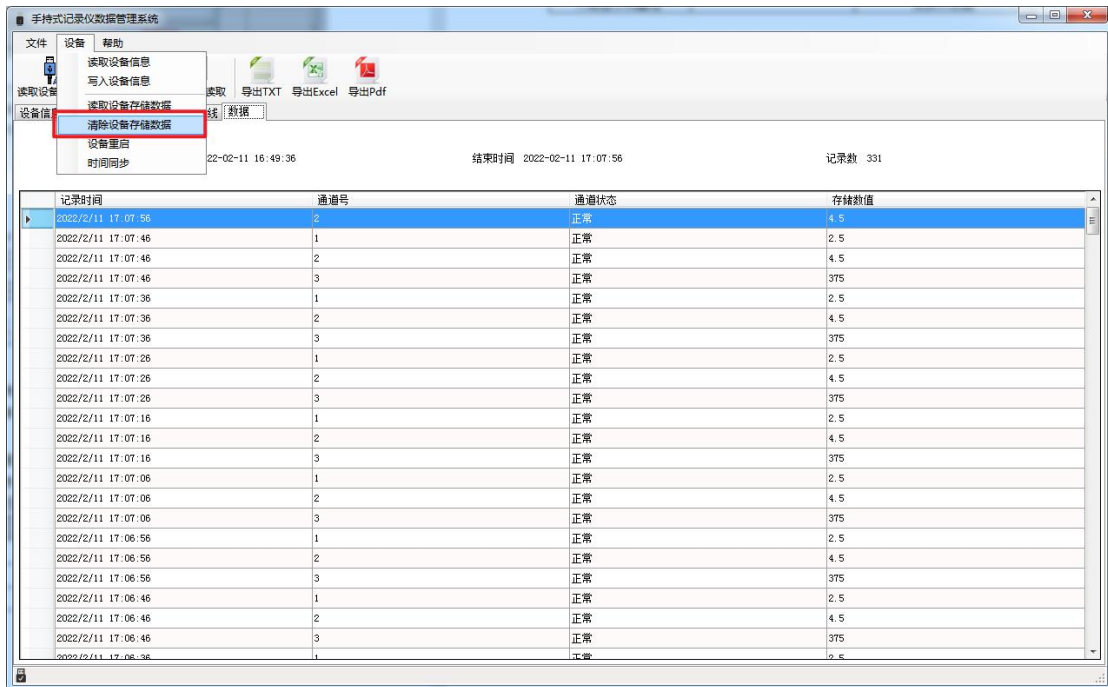 手持式记录仪数据管理系统
文件 设备 帮助
读取设备信息
写入设备信息
读取设备存储数据
清除设备存储数据
设备重启
时间同步
读取设备 读取 导出TXT 导出Excel 导出Pdf
设备信息 线 数据
22-02-11 16:49:36 结束时间 2022-02-11 17:07:56 记录数 331
记录时间 通道号 通道状态 存储数值
2022/2/11 17:07:56 2 正常 4.5
2022/2/11 17:07:46 1 正常 2.5
2022/2/11 17:07:46 2 正常 4.5
2022/2/11 17:07:46 3 正常 375
2022/2/11 17:07:36 1 正常 2.5
2022/2/11 17:07:36 2 正常 4.5
2022/2/11 17:07:36 3 正常 375
2022/2/11 17:07:26 1 正常 2.5
2022/2/11 17:07:26 2 正常 4.5
2022/2/11 17:07:26 3 正常 375
2022/2/11 17:07:16 1 正常 2.5
2022/2/11 17:07:16 2 正常 4.5
2022/2/11 17:07:16 3 正常 375
2022/2/11 17:07:06 1 正常 2.5
2022/2/11 17:07:06 2 正常 4.5
2022/2/11 17:07:06 3 正常 375
2022/2/11 17:06:56 1 正常 2.5
2022/2/11 17:06:56 2 正常 4.5
2022/2/11 17:06:56 3 正常 375
2022/2/11 17:06:46 1 正常 2.5
2022/2/11 17:06:46 2 正常 4.5
2022/2/11 17:06:46 3 正常 375
2022/2/11 17:06:36 1 正常 2.5